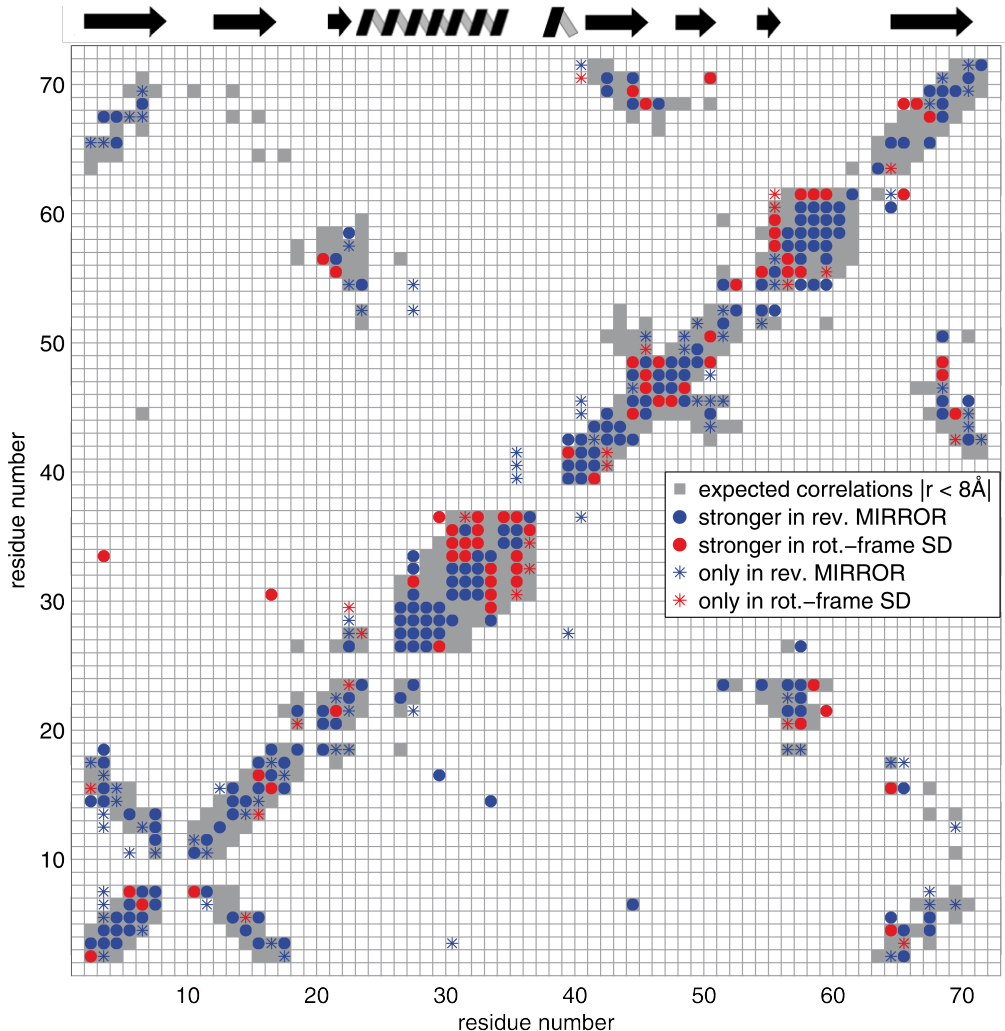 70
60
50
40
30
20
10
residue number
expected correlations |r < 8Å|
stronger in rev. MIRROR
stronger in rot.−frame SD
only in rev. MIRROR
only in rot.−frame SD
10 20 30 40 50 60 70
residue number